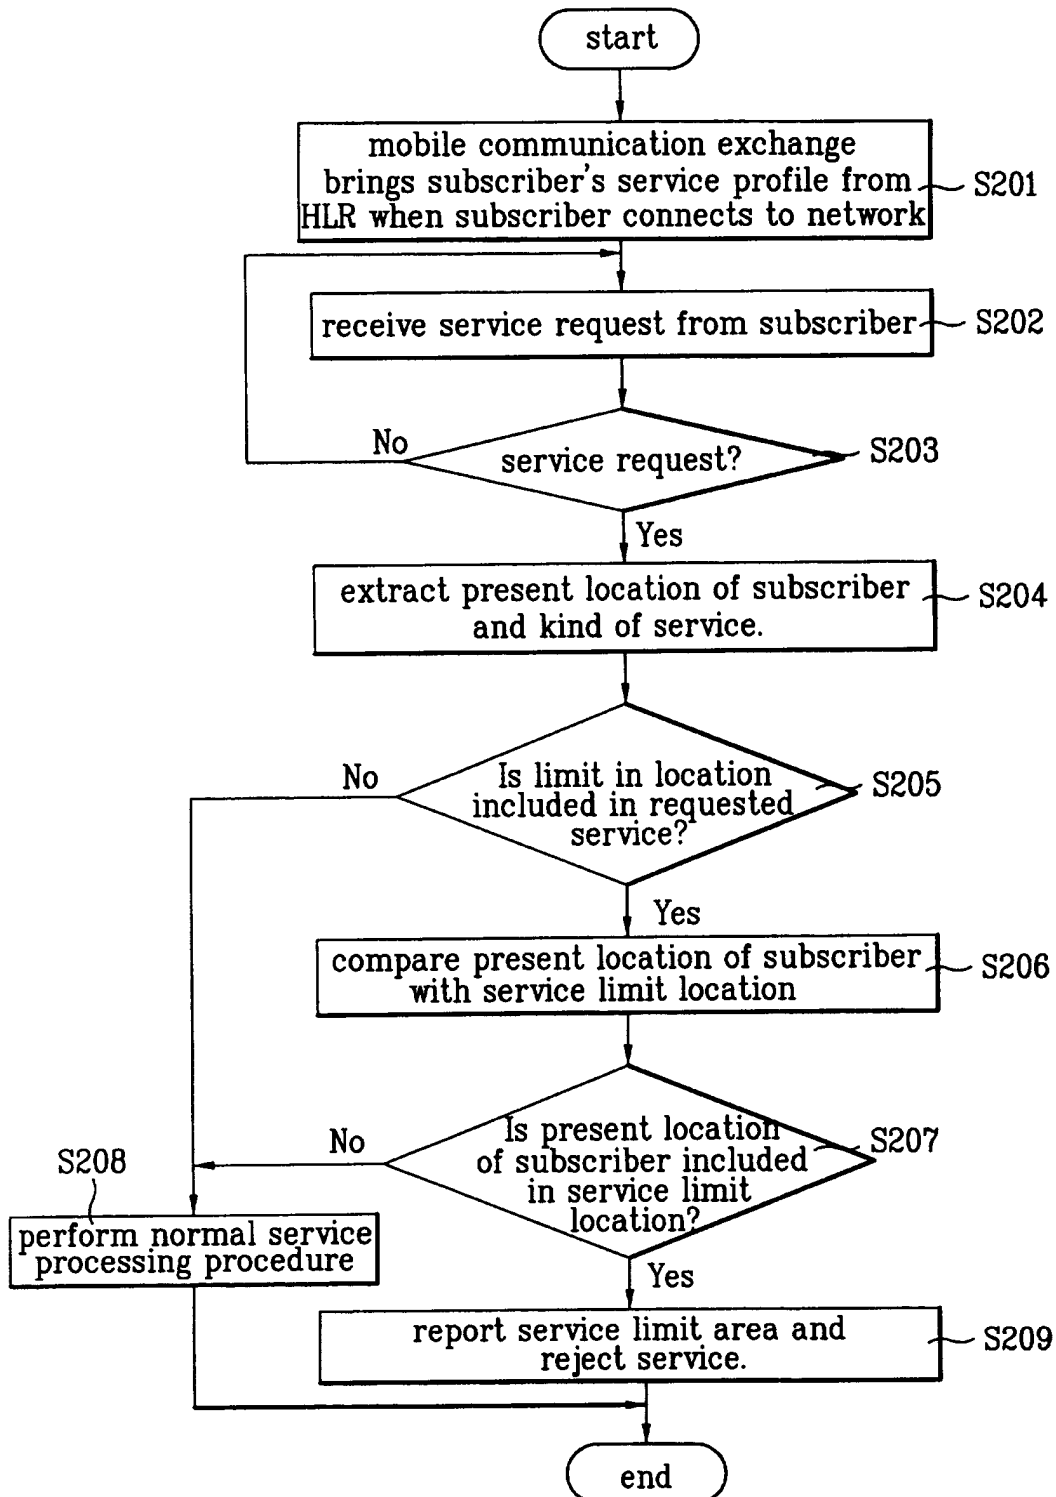 start
mobile communication exchange
brings subscriber's service profile from
HLR when subscriber connects to network
S201
receive service request from subscriber
S202
No
service request?
S203
Yes
extract present location of subscriber
and kind of service.
S204
No
Is limit in location
included in requested
service?
S205
Yes
compare present location of subscriber
with service limit location
S206
No
Is present location
of subscriber included
in service limit
location?
S207
S208
perform normal service
processing procedure
Yes
report service limit area and
reject service.
S209
end